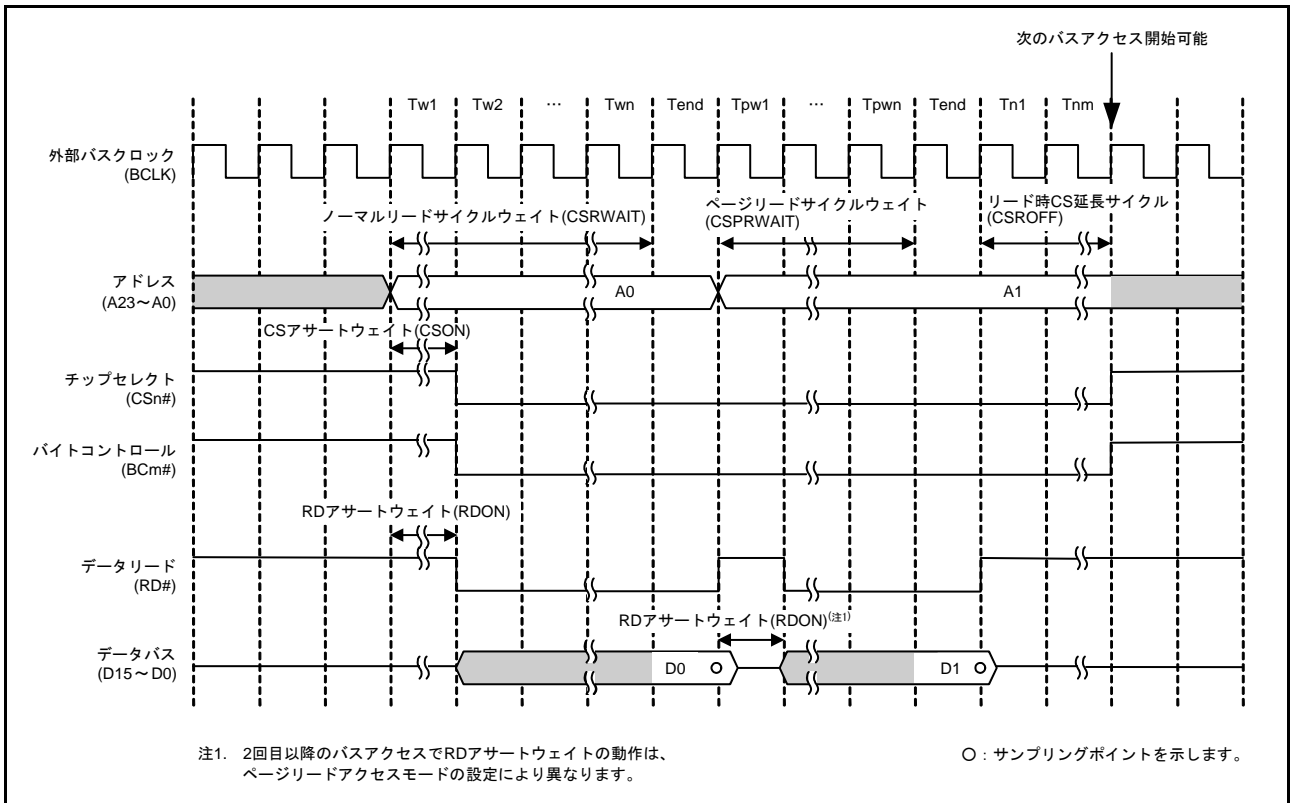 次のバスアクセス開始可能
Tw1 Tw2 … Twn Tend Tpw1 … Tpwn Tend Tn1 Tnm
外部バスクロック
(BCLK)
ノーマルリードサイクルウェイト(CSRWAIT)
ページリードサイクルウェイト
(CSPRWAIT)
リード時CS延長サイクル
(CSROFF)
アドレス
(A23～A0)
A0
A1
CSアサートウェイト(CSON)
チップセレクト
(CSn#)
バイトコントロール
(BCm#)
RDアサートウェイト(RDON)
データリード
(RD#)
RDアサートウェイト(RDON)(注1)
データバス
(D15～D0)
D0
D1
注1. 2回目以降のバスアクセスでRDアサートウェイトの動作は、
ページリードアクセスモードの設定により異なります。
○：サンプリングポイントを示します。